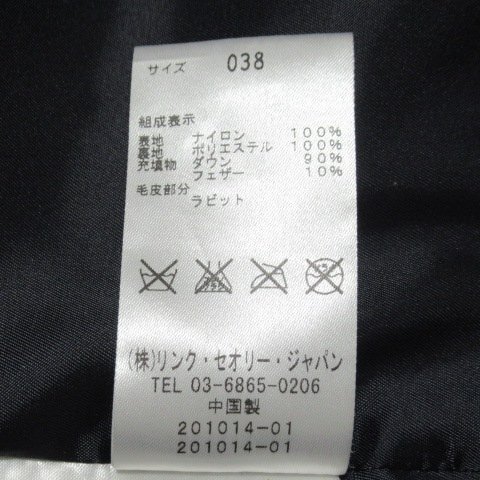 サイズ 038
組成表示
表地 ナイロン 100%
裏地 ポリエステル 100%
充填物 ダウン 90%
フェザー 10%
毛皮部分
ラビット
(株)リンク・セオリー・ジャパン
TEL 03-6865-0206
中国製
201014-01
201014-01